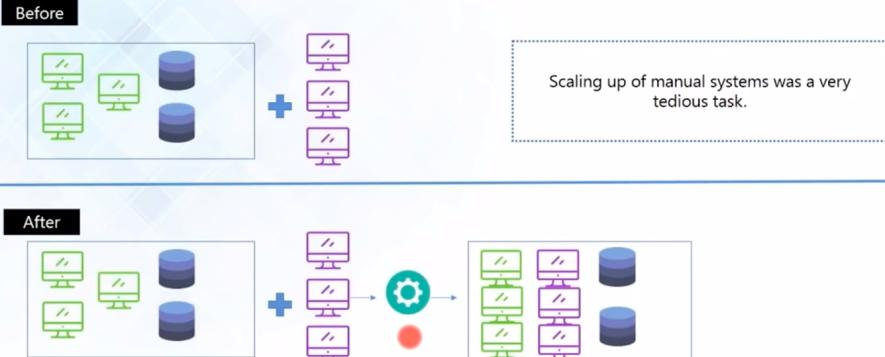 Before
Scaling up of manual systems was a very
tedious task.
After